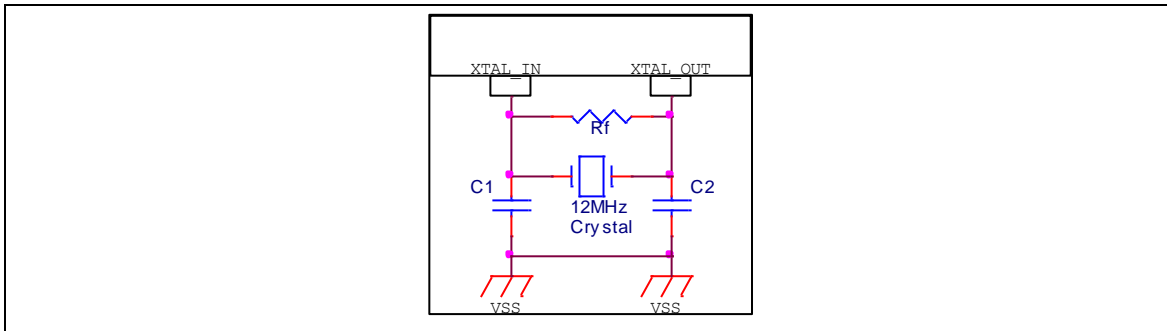 XTAL_IN XTAL_OUT
Rf
C1 C2
12MHz
Crystal
VSS VSS